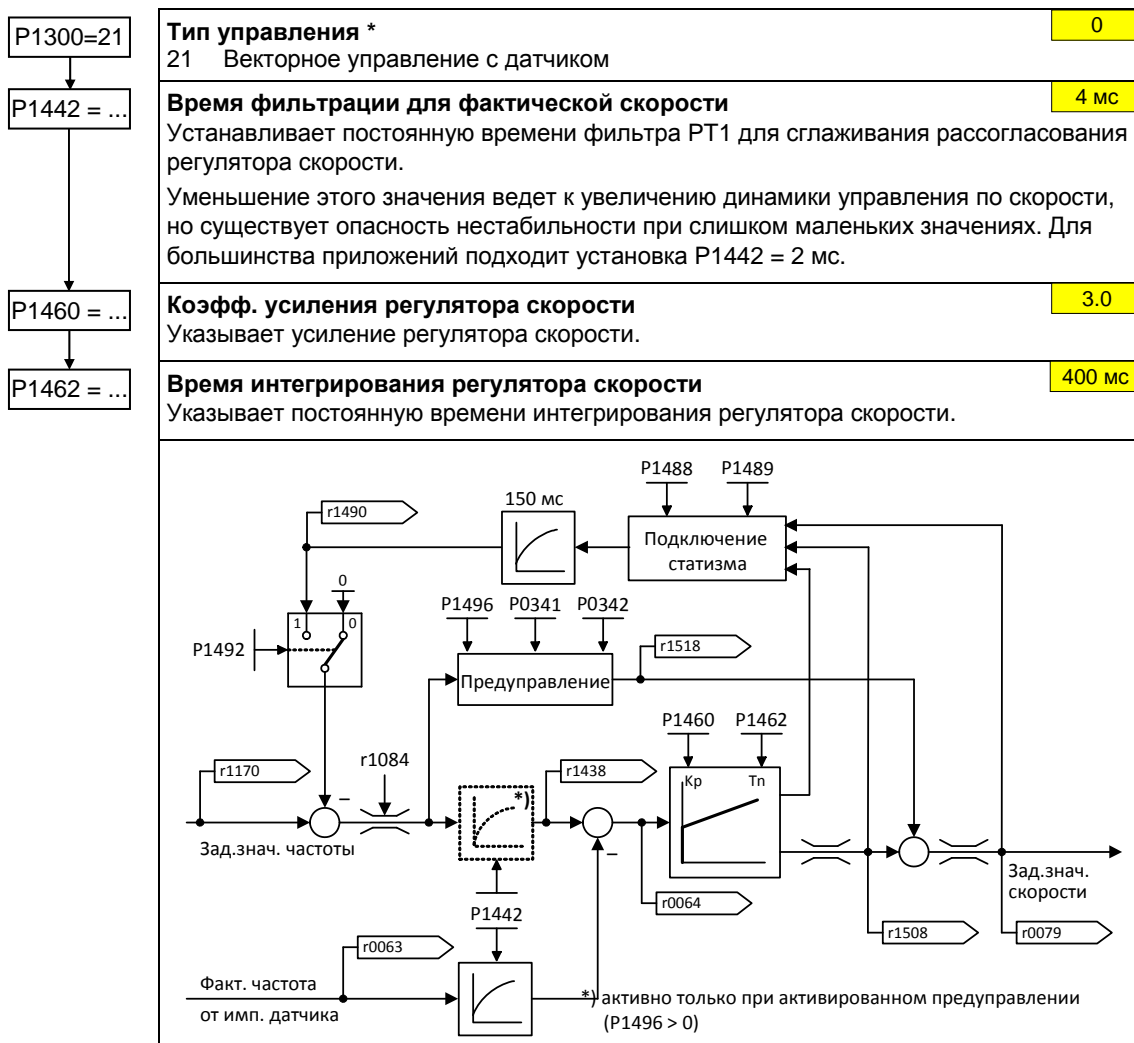 P1300=21
Тип управления *
0
21 Векторное управление с датчиком
P1442 = ...
Время фильтрации для фактической скорости
4 мс
Устанавливает постоянную времени фильтра PT1 для сглаживания рассогласования
регулятора скорости.
Уменьшение этого значения ведет к увеличению динамики управления по скорости,
но существует опасность нестабильности при слишком маленьких значениях. Для
большинства приложений подходит установка P1442 = 2 мс.
P1460 = ...
Коэфф. усиления регулятора скорости
3.0
Указывает усиление регулятора скорости.
P1462 = ...
Время интегрирования регулятора скорости
400 мс
Указывает постоянную времени интегрирования регулятора скорости.
P1488 P1489
150 мс
r1490
Подключение
статизма
0
1 0
P1492
P1496 P0341 P0342
r1518
Предуправление
P1460 P1462
r1170
r1084
r1438
Kp Tn
*)
–
–
Зад.знач. частоты
Зад.знач.
скорости
r0064
P1442
r0063
r1508
r0079
Факт. частота
от имп. датчика
*) активно только при активированном предуправлении
(P1496 > 0)